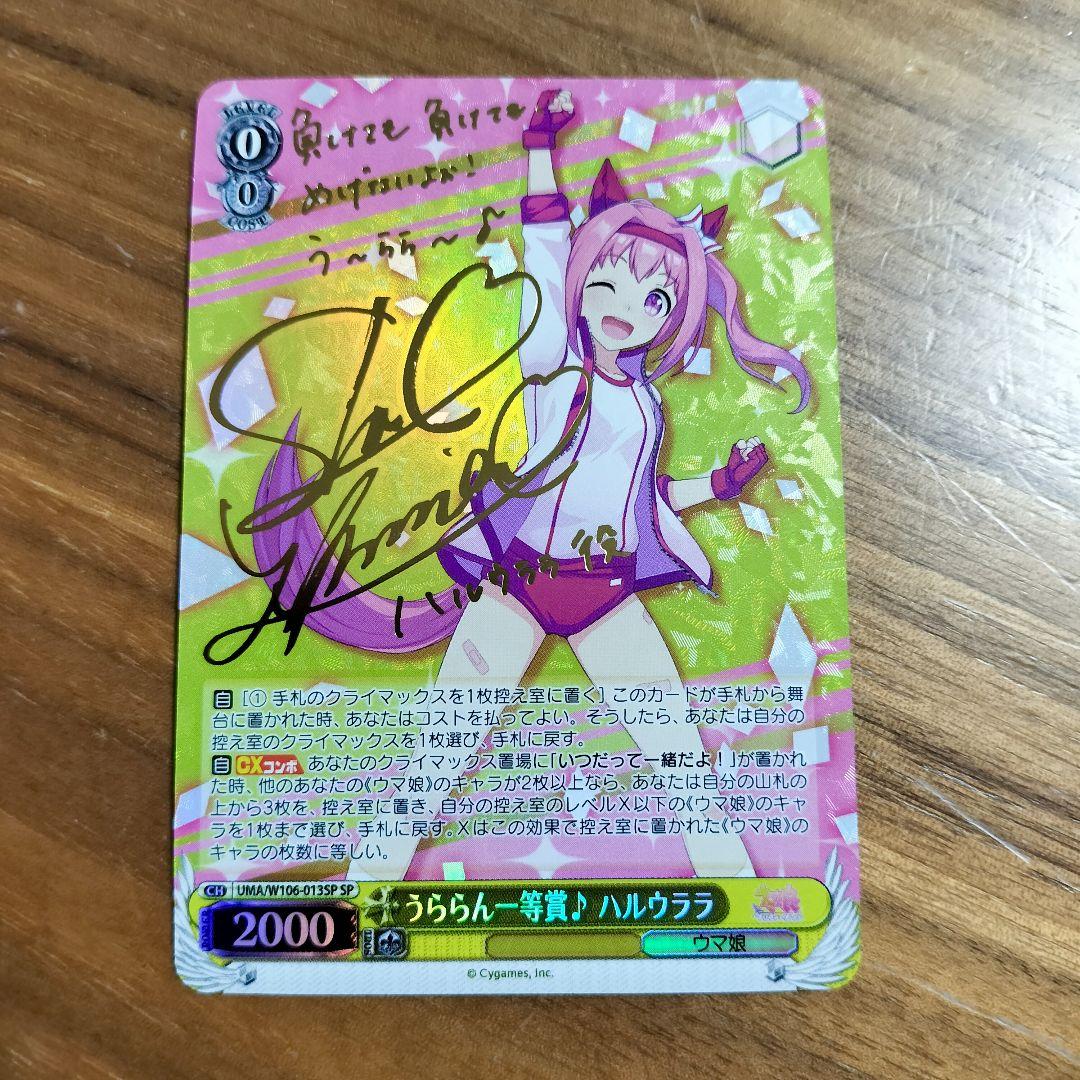 LEVEL
0
0
COST
負けても 負けても
めげないよぉ!
う~らら~♪
ハルウララ役
自 [① 手札のクライマックスを1枚控え室に置く] このカードが手札から舞
台に置かれた時、あなたはコストを払ってよい。そうしたら、あなたは自分の
控え室のクライマックスを1枚選び、手札に戻す。
自 CXコンボ あなたのクライマックス置場に「いつだって一緒だよ!」が置かれ
た時、他のあなたの《ウマ娘》のキャラが2枚以上なら、あなたは自分の山札の
上から3枚を、控え室に置き、自分の控え室のレベルX以下の《ウマ娘》のキャ
ラを1枚まで選び、手札に戻す。Xはこの効果で控え室に置かれた《ウマ娘》の
キャラの枚数に等しい。
CH UMA/W106-013SP SP
うららん一等賞♪ ハルウララ
2000
ウマ娘
© Cygames, Inc.